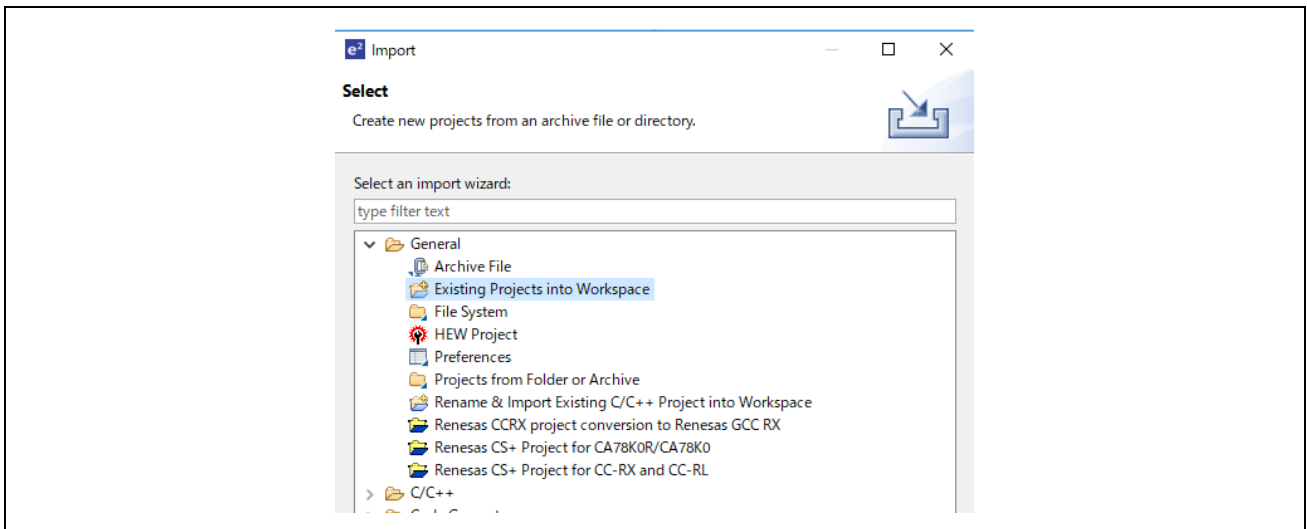 e² Import
Select
Create new projects from an archive file or directory.
Select an import wizard:
type filter text
General
Archive File
Existing Projects into Workspace
File System
HEW Project
Preferences
Projects from Folder or Archive
Rename & Import Existing C/C++ Project into Workspace
Renesas CCRX project conversion to Renesas GCC RX
Renesas CS+ Project for CA78K0R/CA78K0
Renesas CS+ Project for CC-RX and CC-RL
C/C++